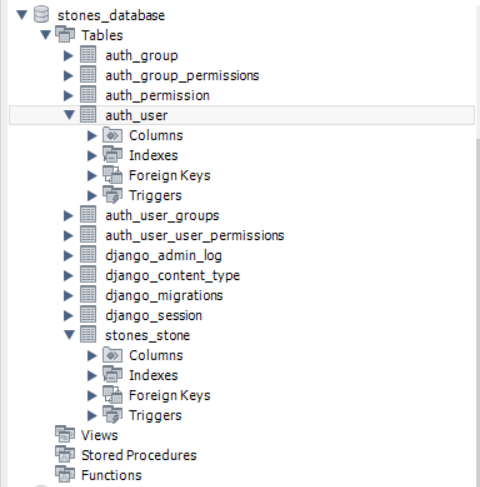 stones_database
Tables
auth_group
auth_group_permissions
auth_permission
auth_user
Columns
Indexes
Foreign Keys
Triggers
auth_user_groups
auth_user_user_permissions
django_admin_log
django_content_type
django_migrations
django_session
stones_stone
Columns
Indexes
Foreign Keys
Triggers
Views
Stored Procedures
Functions